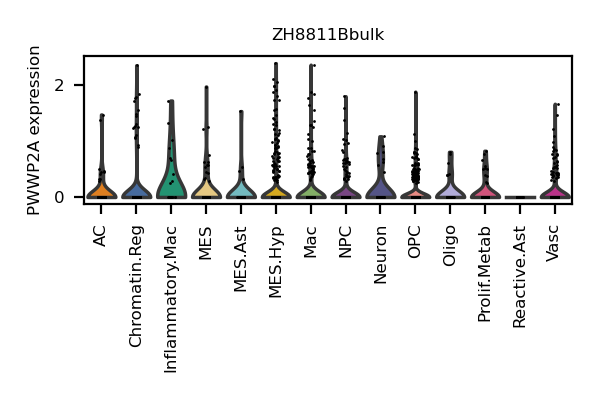 ZH8811Bbulk
PWWP2A expression
2
0
AC
Chromatin.Reg
Inflammatory.Mac
MES
MES.Ast
MES.Hyp
Mac
NPC
Neuron
OPC
Oligo
Prolif.Metab
Reactive.Ast
Vasc